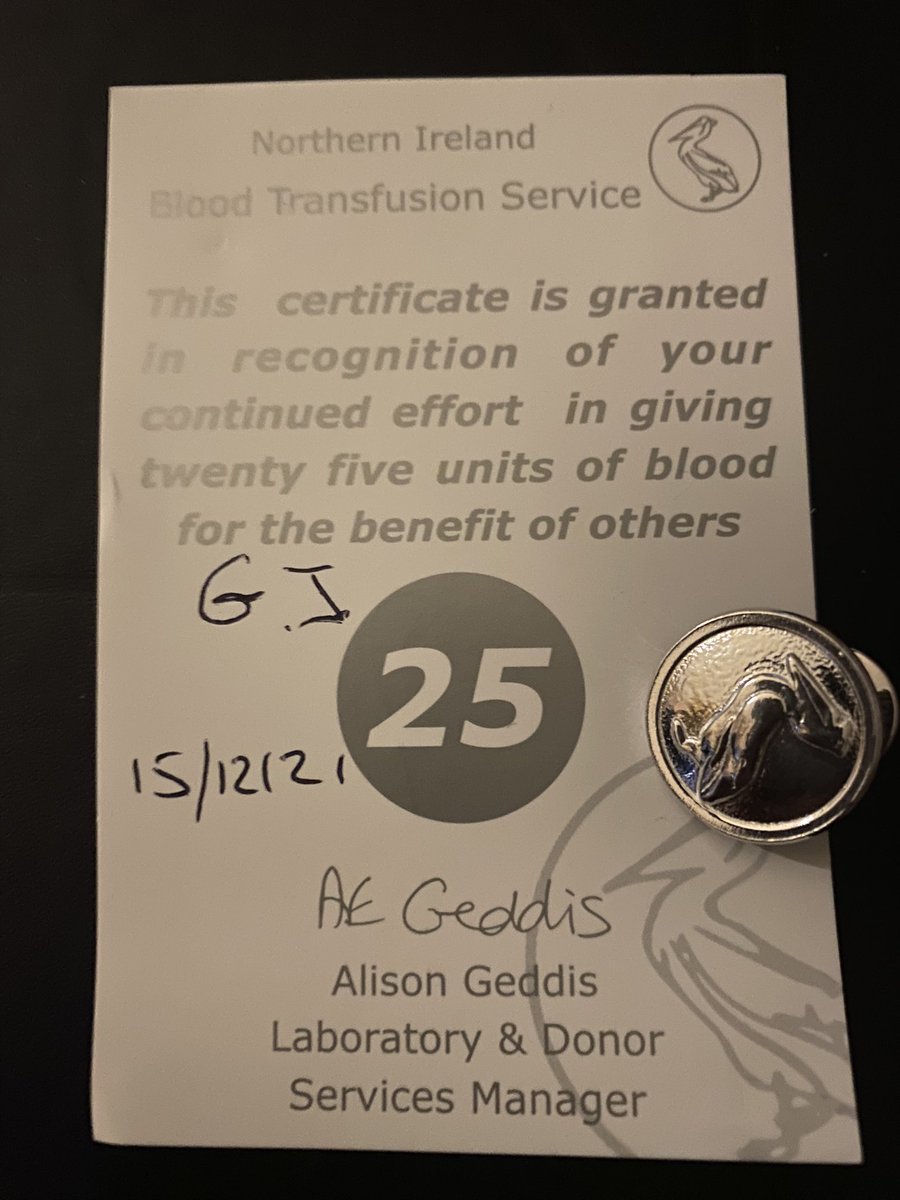 Northern Ireland
Blood Transfusion Service
This certificate is granted
in recognition of your
continued effort in giving
twenty five units of blood
for the benefit of others
G.I
25
15/12/21
AE Geddis
Alison Geddis
Laboratory & Donor
Services Manager